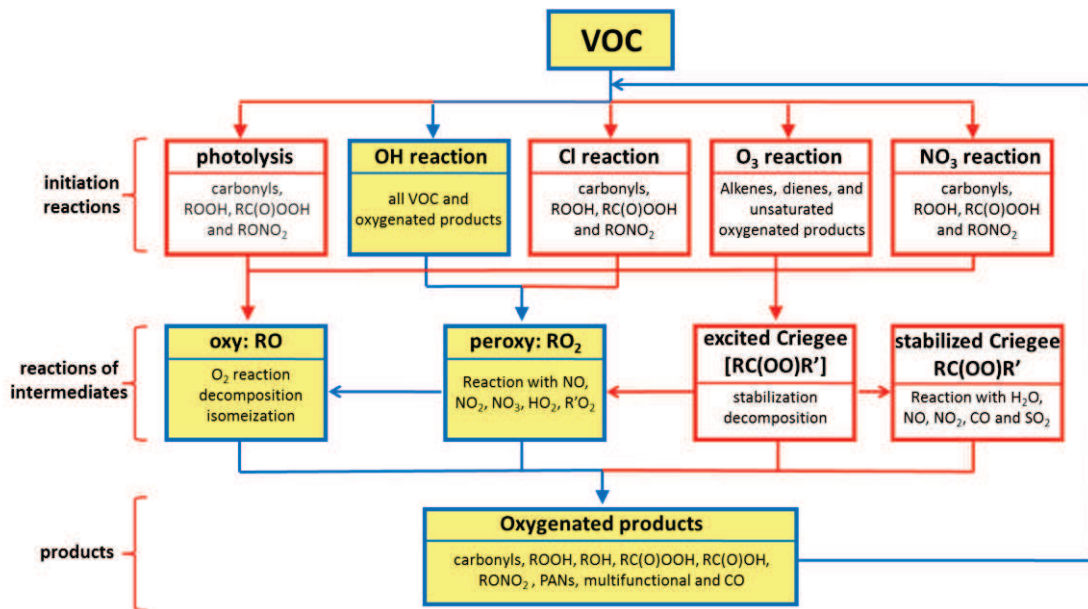 VOC
initiation
reactions
photolysis
carbonyls,
ROOH, RC(O)OOH
and RONO₂
OH reaction
all VOC and
oxygenated products
Cl reaction
carbonyls,
ROOH, RC(O)OOH
and RONO₂
O₃ reaction
Alkenes, dienes, and
unsaturated
oxygenated products
NO₃ reaction
carbonyls,
ROOH, RC(O)OOH
and RONO₂
reactions of
intermediates
oxy: RO
O₂ reaction
decomposition
isomeization
peroxy: RO₂
Reaction with NO,
NO₂, NO₃, HO₂, R'O₂
excited Criegee
[RC(OO)R']
stabilization
decomposition
stabilized Criegee
RC(OO)R'
Reaction with H₂O,
NO, NO₂, CO and SO₂
products
Oxygenated products
carbonyls, ROOH, ROH, RC(O)OOH, RC(O)OH,
RONO₂ , PANs, multifunctional and CO